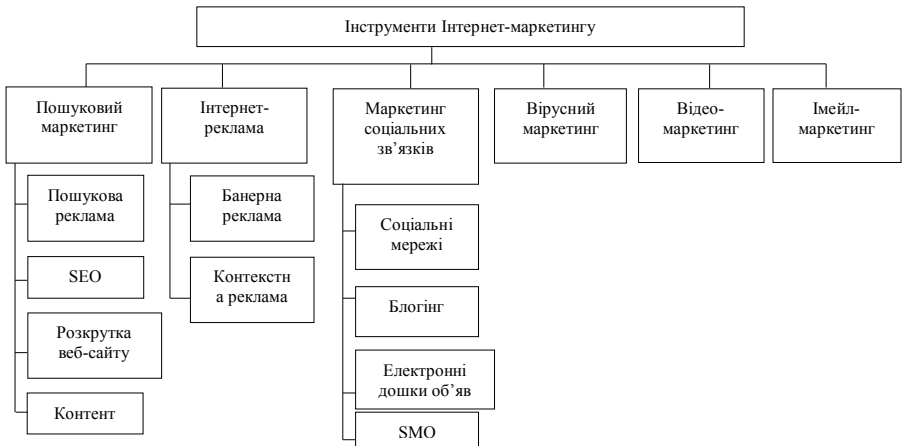 Інструменти Інтернет-маркетингу
Пошуковий
маркетинг
Інтернет-
реклама
Маркетинг
соціальних
зв’язків
Вірусний
маркетинг
Відео-
маркетинг
Імейл-
маркетинг
Пошукова
реклама
SEO
Розкрутка
веб-сайту
Контент
Банерна
реклама
Контекстн
а реклама
Соціальні
мережі
Блогінг
Електронні
дошки об’яв
SMO